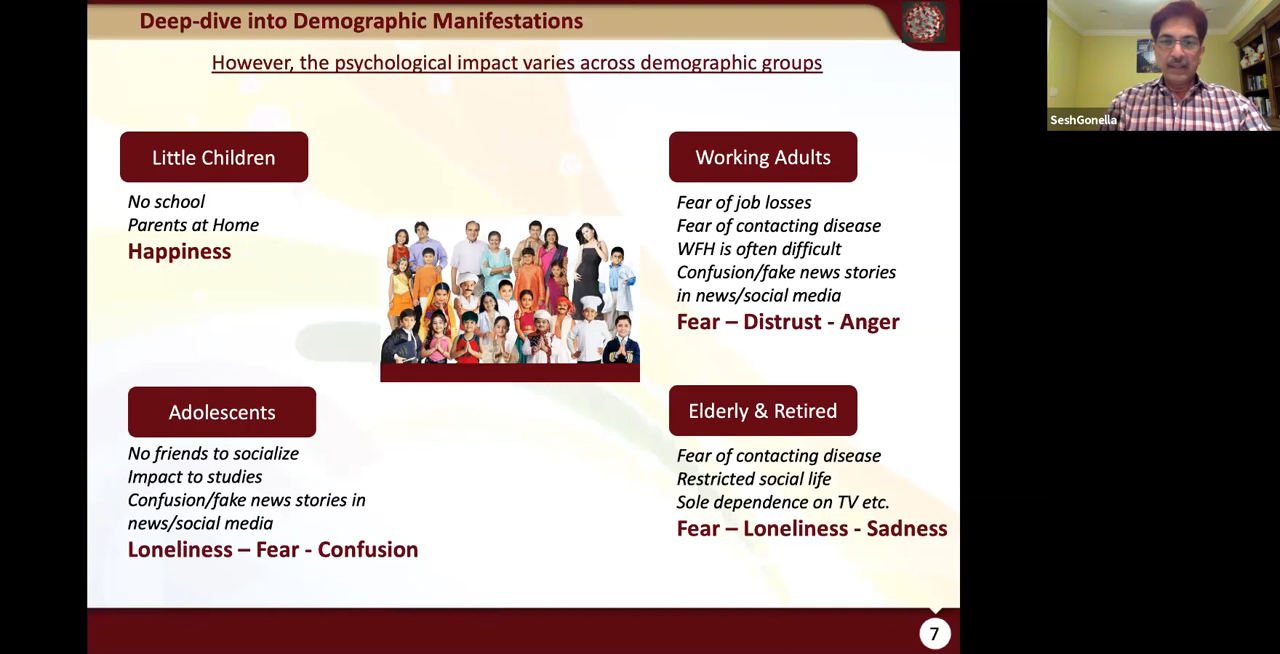 Deep-dive into Demographic Manifestations
However, the psychological impact varies across demographic groups
Little Children
No school
Parents at Home
Happiness
Working Adults
Fear of job losses
Fear of contacting disease
WFH is often difficult
Confusion/fake news stories
in news/social media
Fear – Distrust - Anger
Adolescents
No friends to socialize
Impact to studies
Confusion/fake news stories in
news/social media
Loneliness – Fear - Confusion
Elderly & Retired
Fear of contacting disease
Restricted social life
Sole dependence on TV etc.
Fear – Loneliness - Sadness
7
SeshGonella